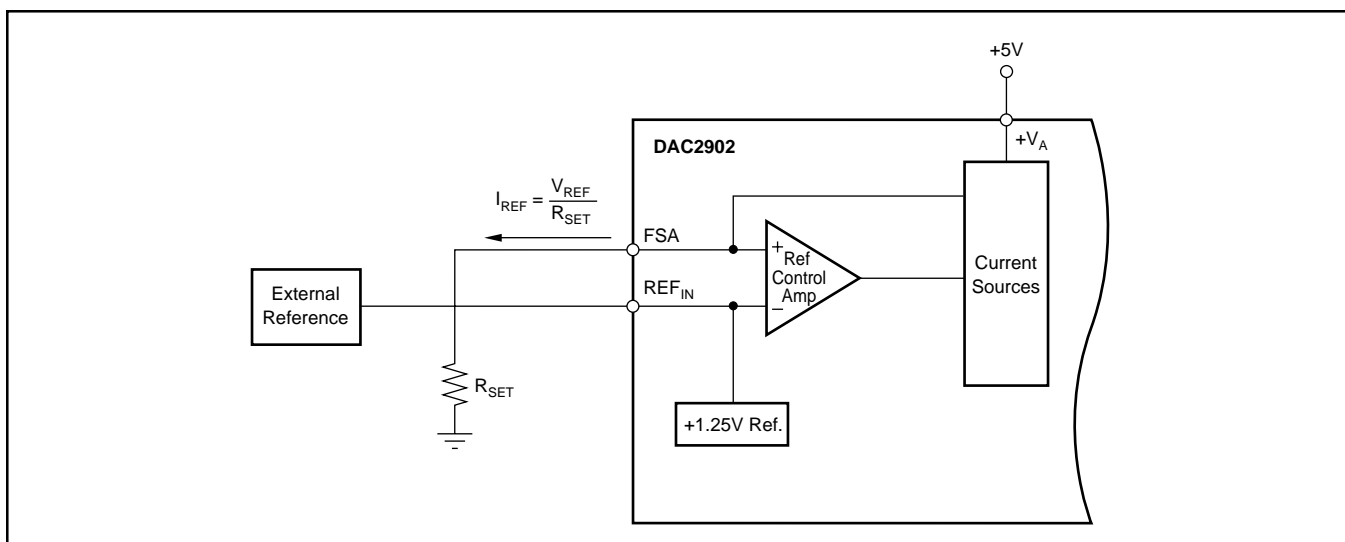 +5V
+V_A
DAC2902
I_REF = V_REF / R_SET
FSA
+
Ref
Control
Amp
−
REF_IN
Current
Sources
External
Reference
R_SET
+1.25V Ref.